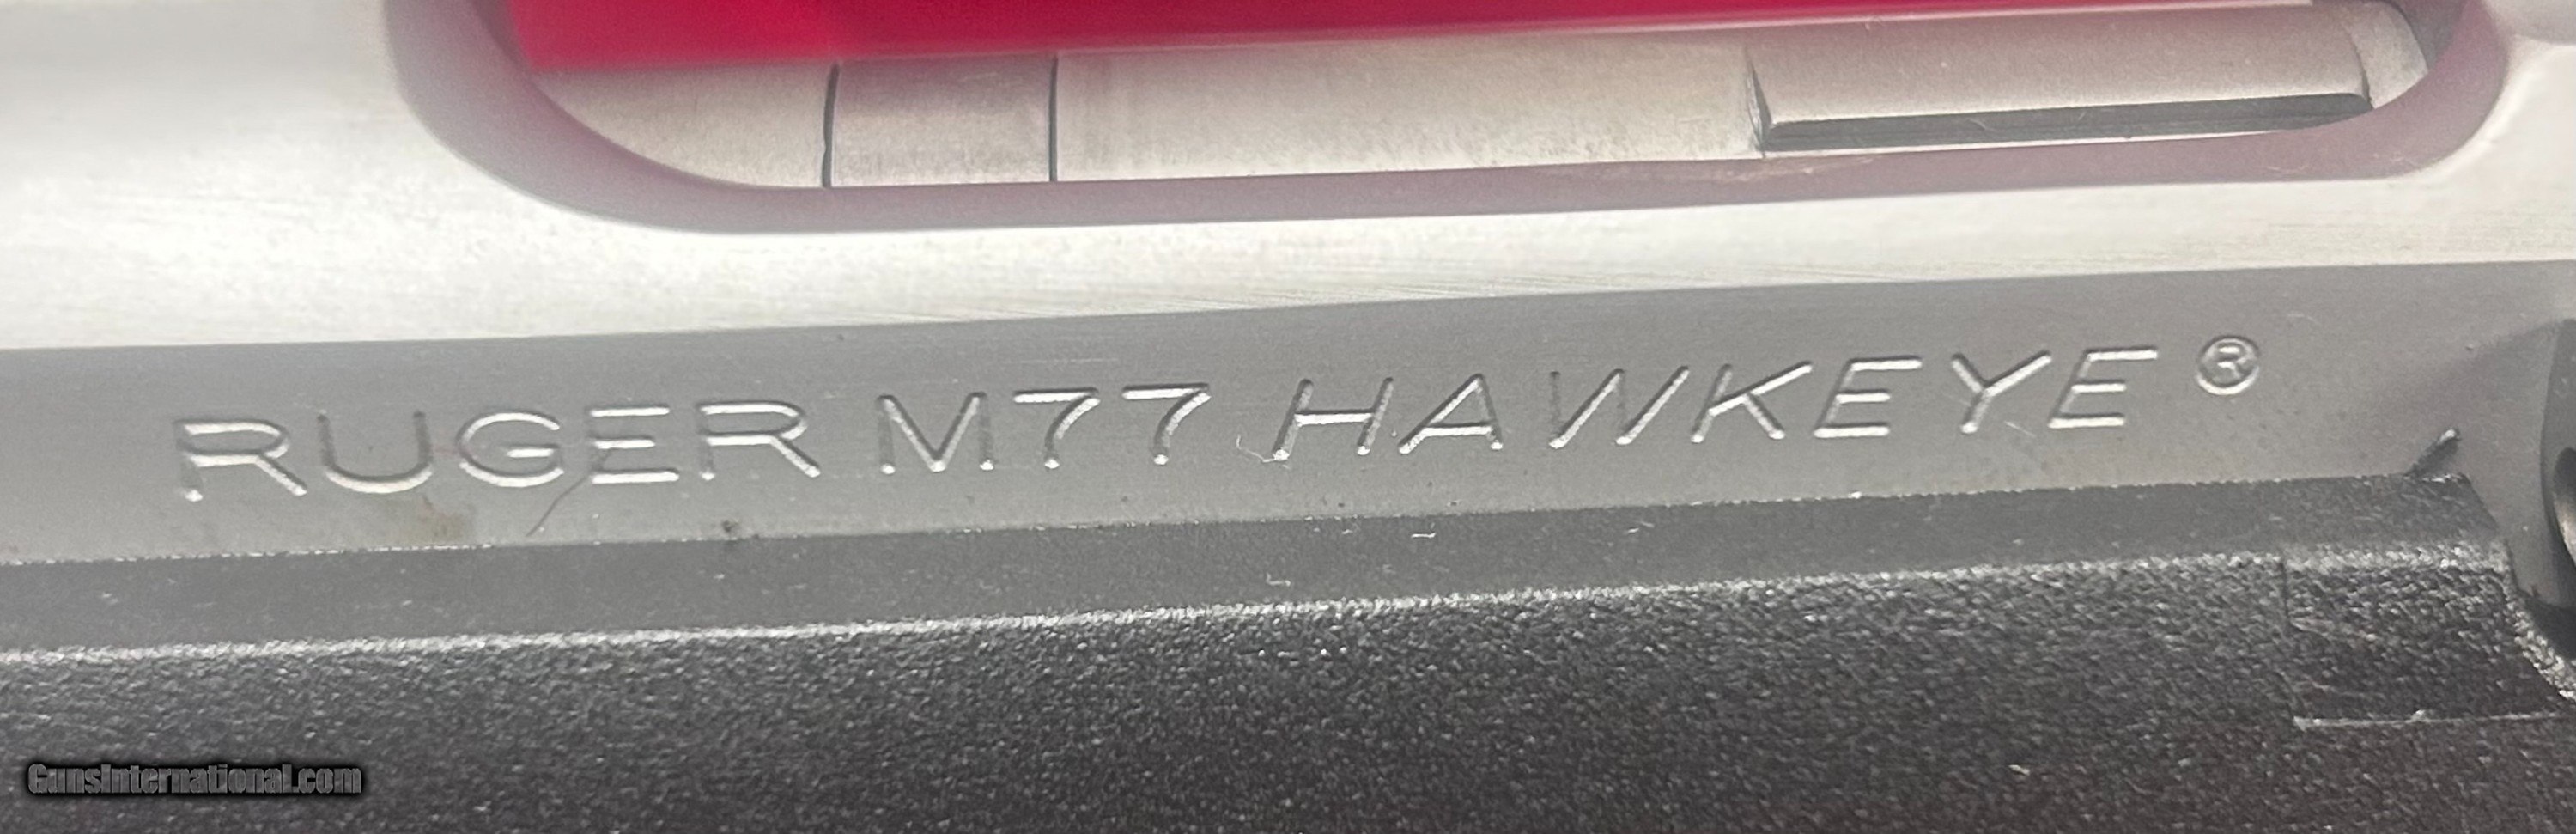 RUGER M77 HAWKEYE®
GunsInternational.com